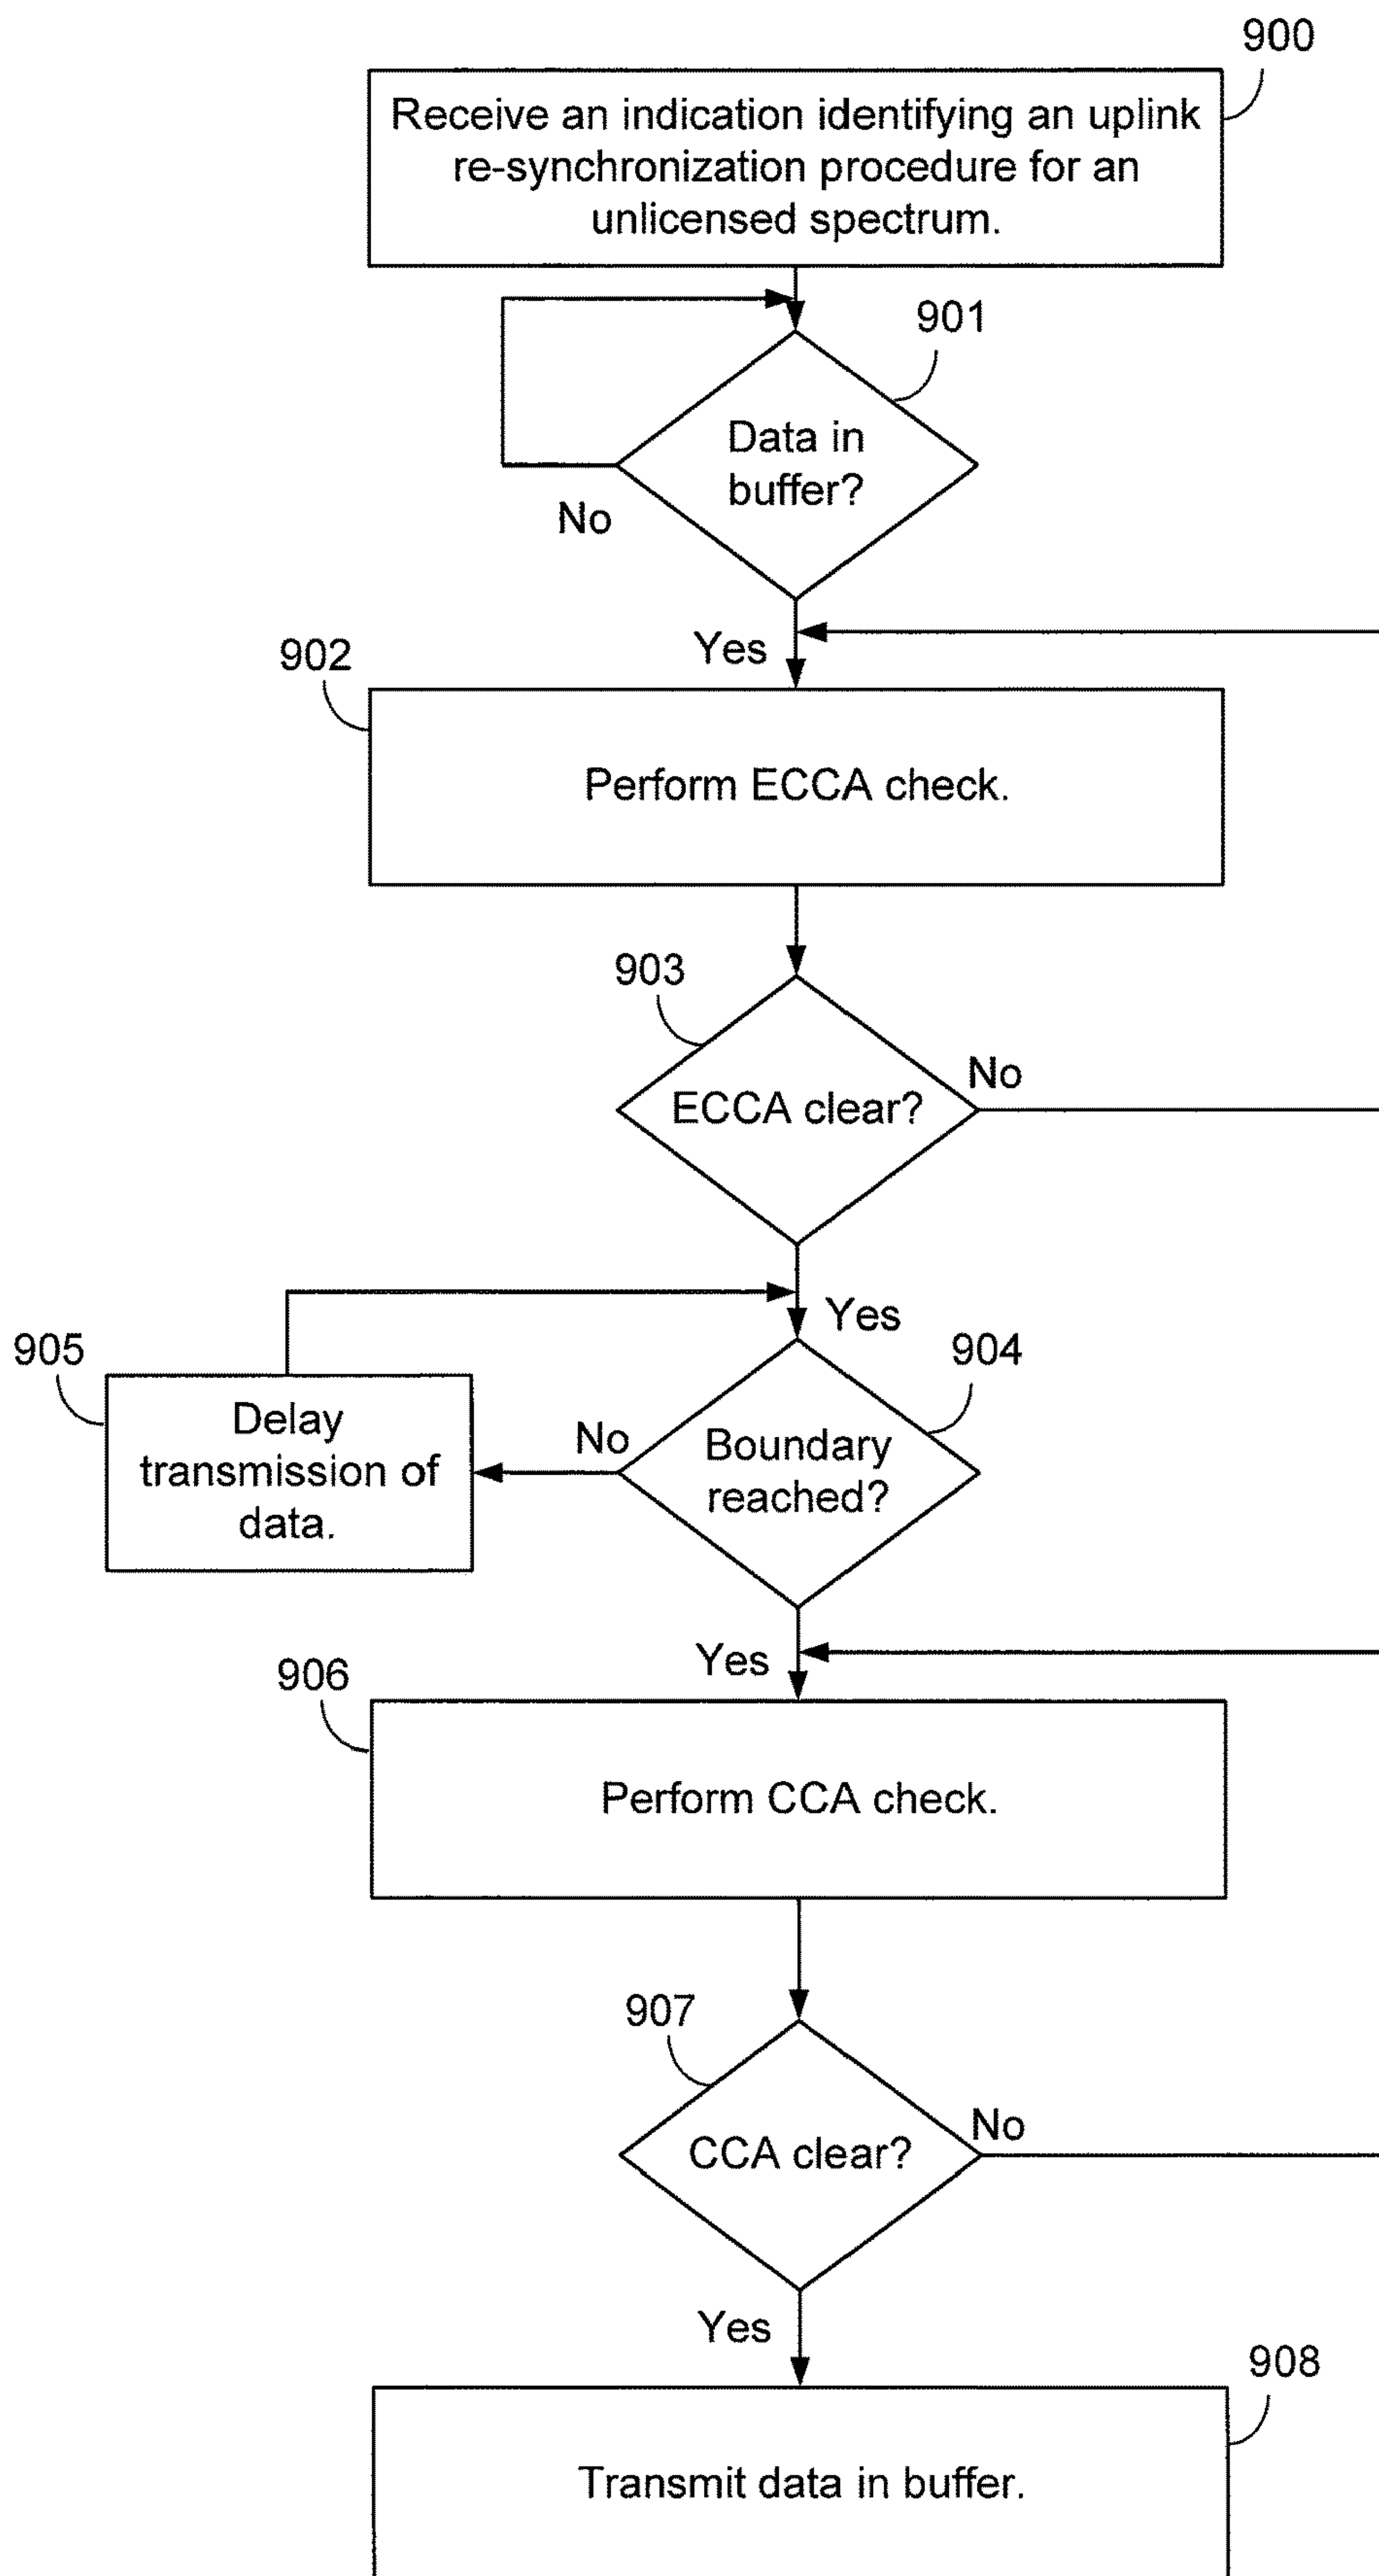 900
Receive an indication identifying an uplink
re-synchronization procedure for an
unlicensed spectrum.
901
Data in
buffer?
No
Yes
902
Perform ECCA check.
903
ECCA clear?
No
Yes
904
905
Boundary
reached?
No
Delay
transmission of
data.
Yes
906
Perform CCA check.
907
CCA clear?
No
Yes
908
Transmit data in buffer.